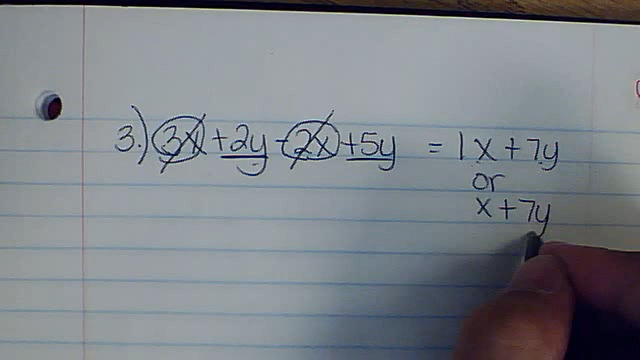 3.) 3x + 2y - 2x + 5y = 1x + 7y
or
x + 7y